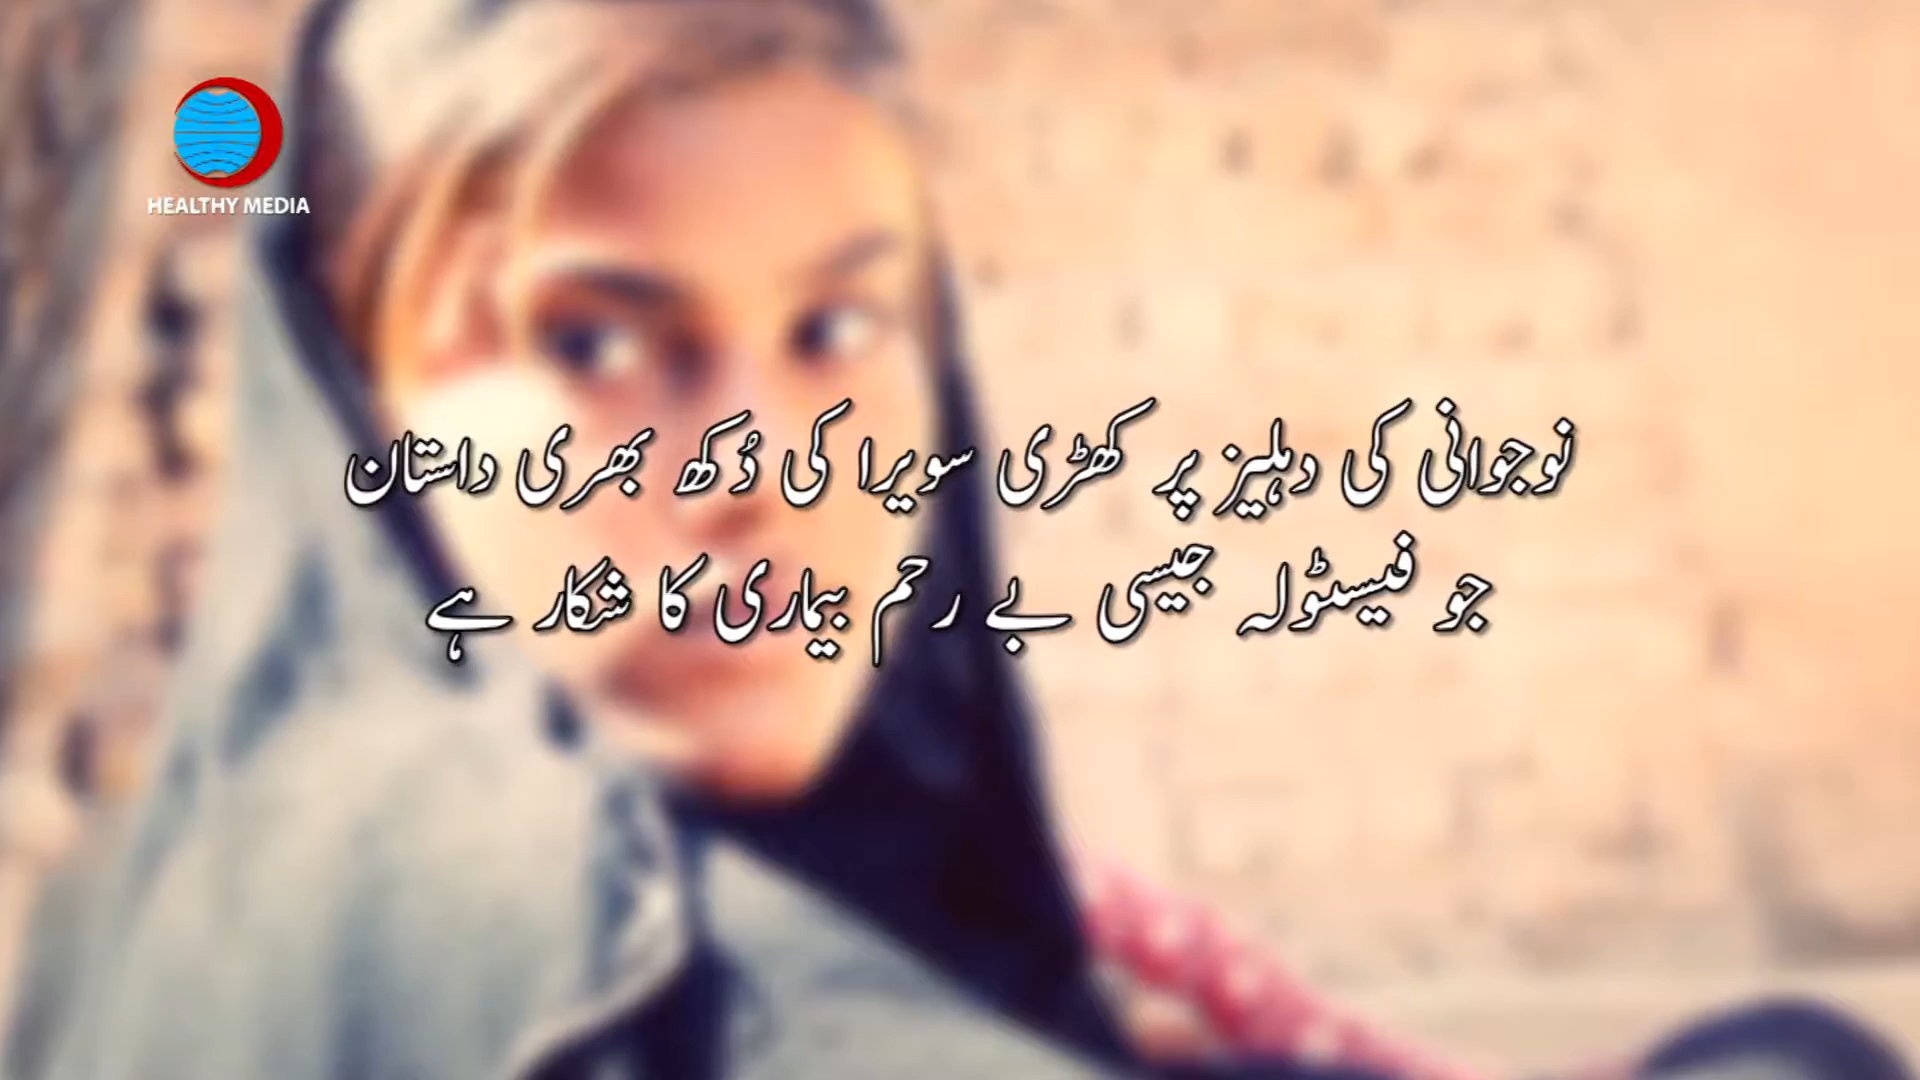 HEALTHY MEDIA
نوجوانی کی دہلیز پر کھڑی سویرا کی دُکھ بھری داستان
جو فیسٹولہ جیسی بے رحم بیماری کا شکار ہے